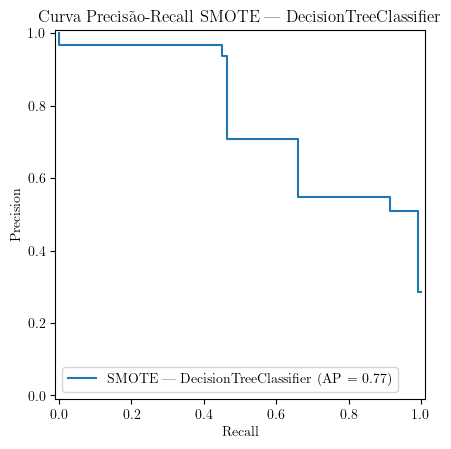 Curva Precisão-Recall SMOTE — DecisionTreeClassifier
1.0
0.8
0.6
0.4
0.2
0.0
Precision
SMOTE — DecisionTreeClassifier (AP = 0.77)
0.0 0.2 0.4 0.6 0.8 1.0
Recall